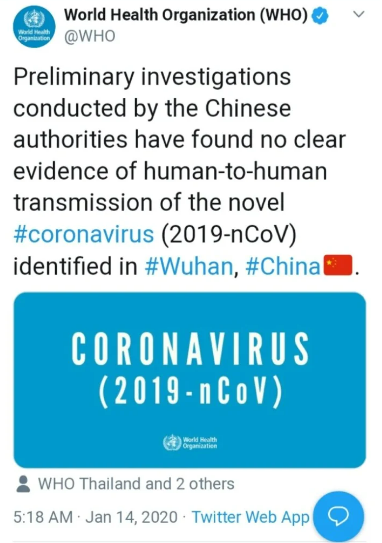 World Health Organization (WHO)
@WHO
World Health
Organization
Preliminary investigations
conducted by the Chinese
authorities have found no clear
evidence of human-to-human
transmission of the novel
#coronavirus (2019-nCoV)
identified in #Wuhan, #China🇨🇳.
CORONAVIRUS
(2019-nCoV)
World Health
Organization
WHO Thailand and 2 others
5:18 AM · Jan 14, 2020 · Twitter Web App